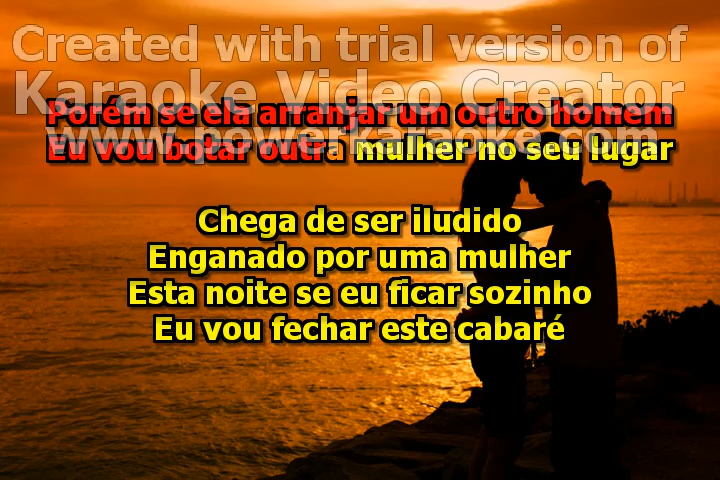 Created with trial version of
Karaoke Video Creator
Porém se ela arranjar um outro homem
www.powerkaraoke.com
Eu vou botar outra mulher no seu lugar
Chega de ser iludido
Enganado por uma mulher
Esta noite se eu ficar sozinho
Eu vou fechar este cabaré